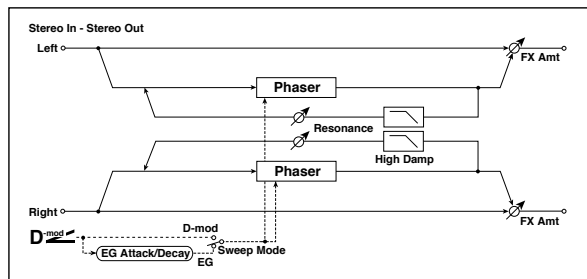 Stereo In - Stereo Out
Left
FX Amt
Phaser
Resonance
High Damp
Phaser
Right
FX Amt
D-mod
D-mod
EG Attack/Decay
EG
Sweep Mode